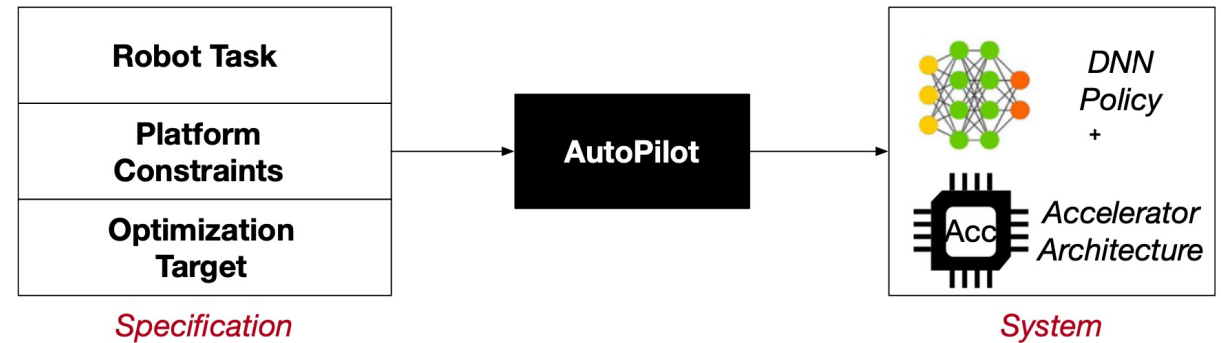 Robot Task
Platform
Constraints
Optimization
Target
Specification
AutoPilot
DNN
Policy
+
Acc
Accelerator
Architecture
System